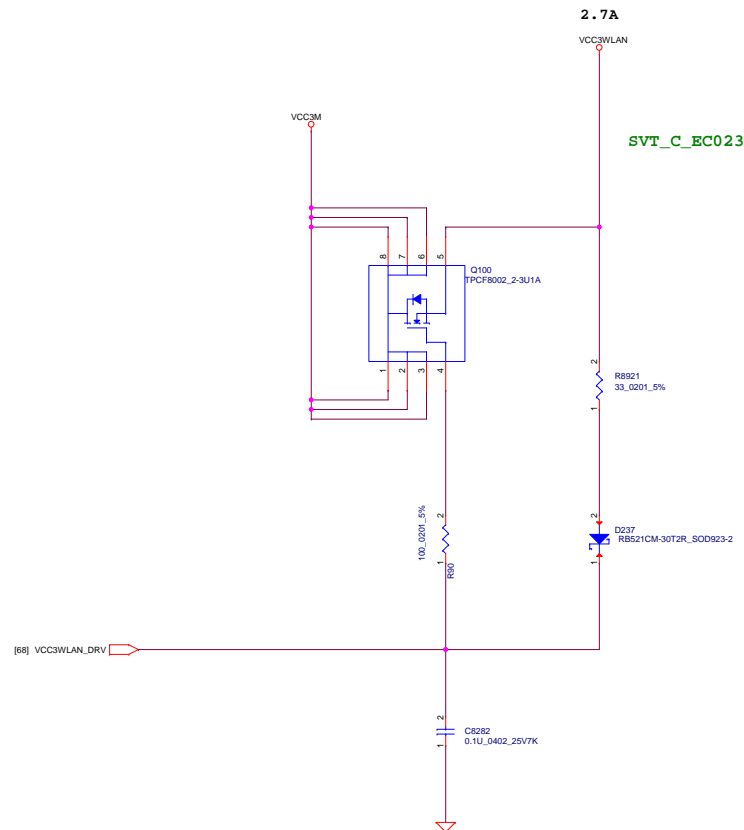 2.7A
VCC3WLAN
VCC3M
SVT_C_EC023
8
7
6
5
Q100
TPCF8002_2-3U1A
1
2
3
4
2
R8921
33_0201_5%
1
2
100_0201_5%
1
R90
2
D237
RB521CM-30T2R_SOD923-2
1
[68] VCC3WLAN_DRV
2
C8282
0.1U_0402_25V7K
1